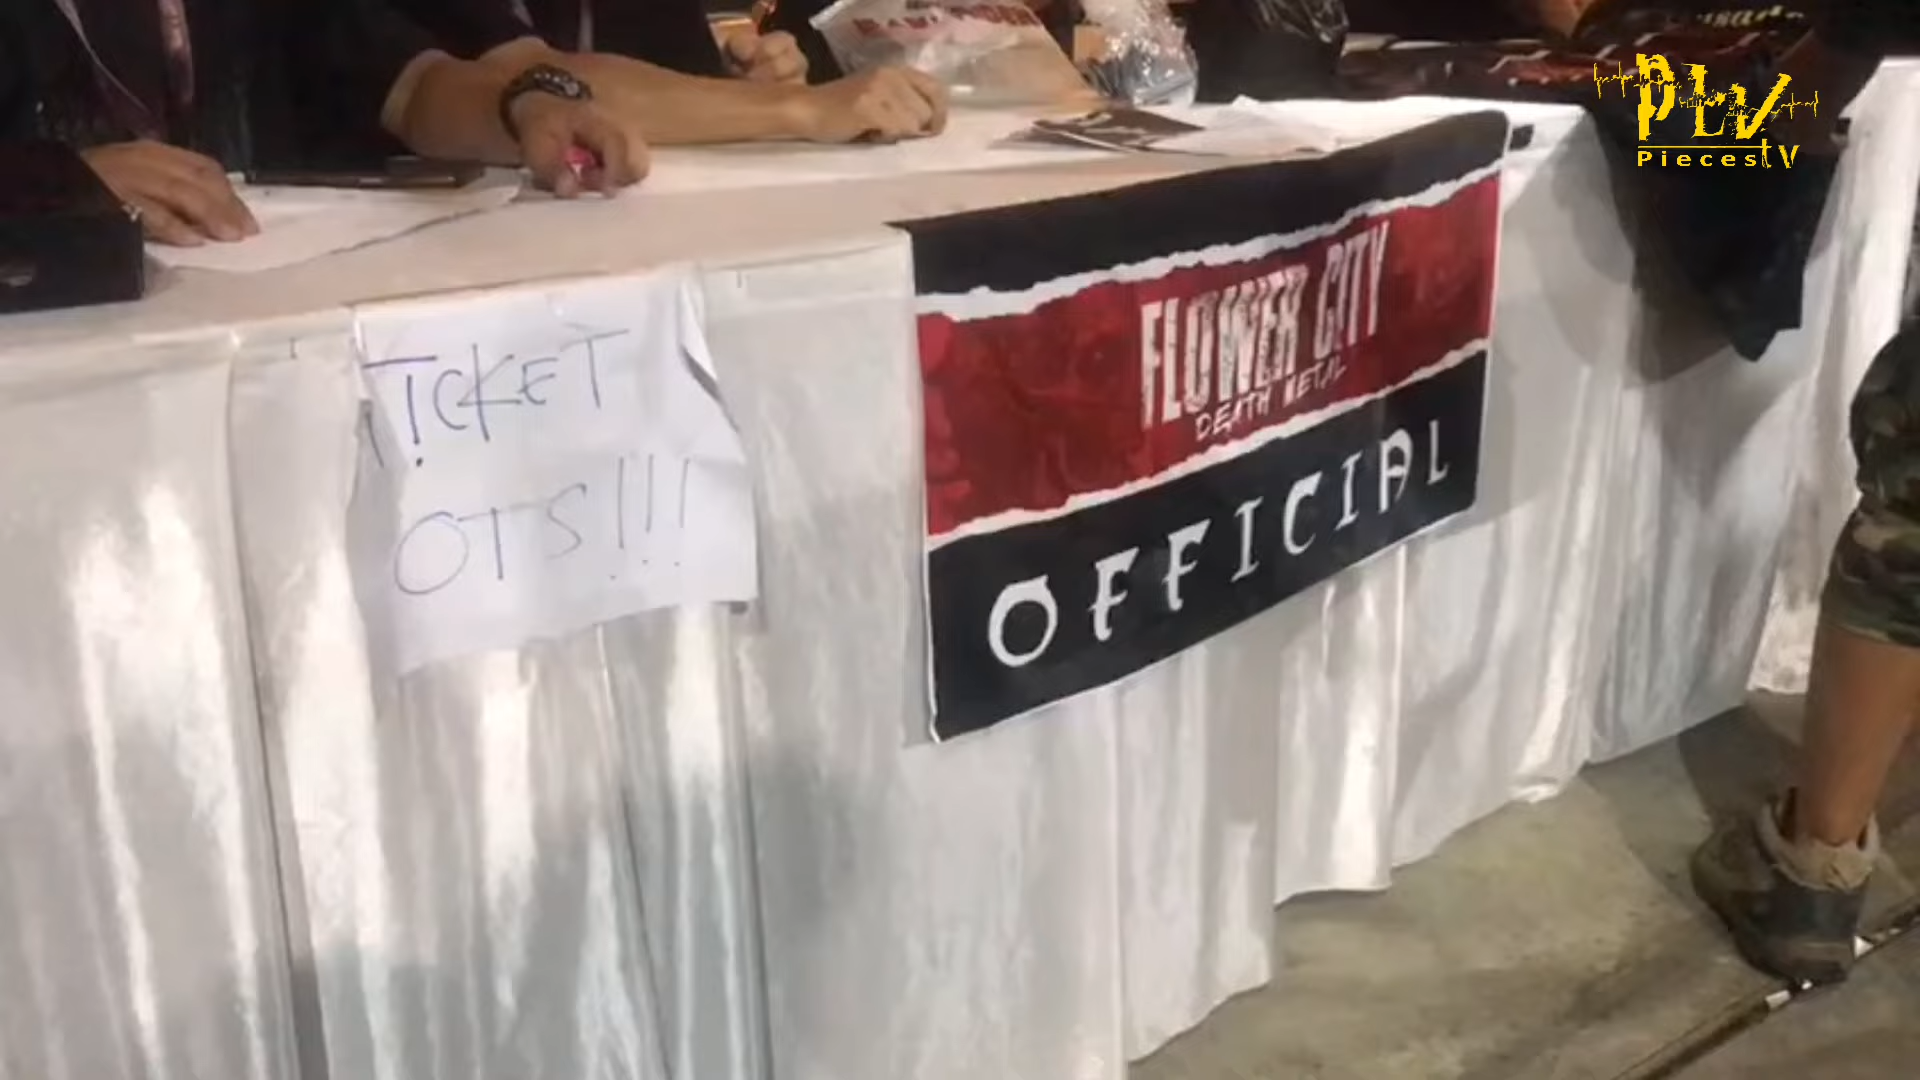 PLV
Piecestv
TICKET
OTS!!!
FLOWER CITY
DEATH METAL
OFFICIAL